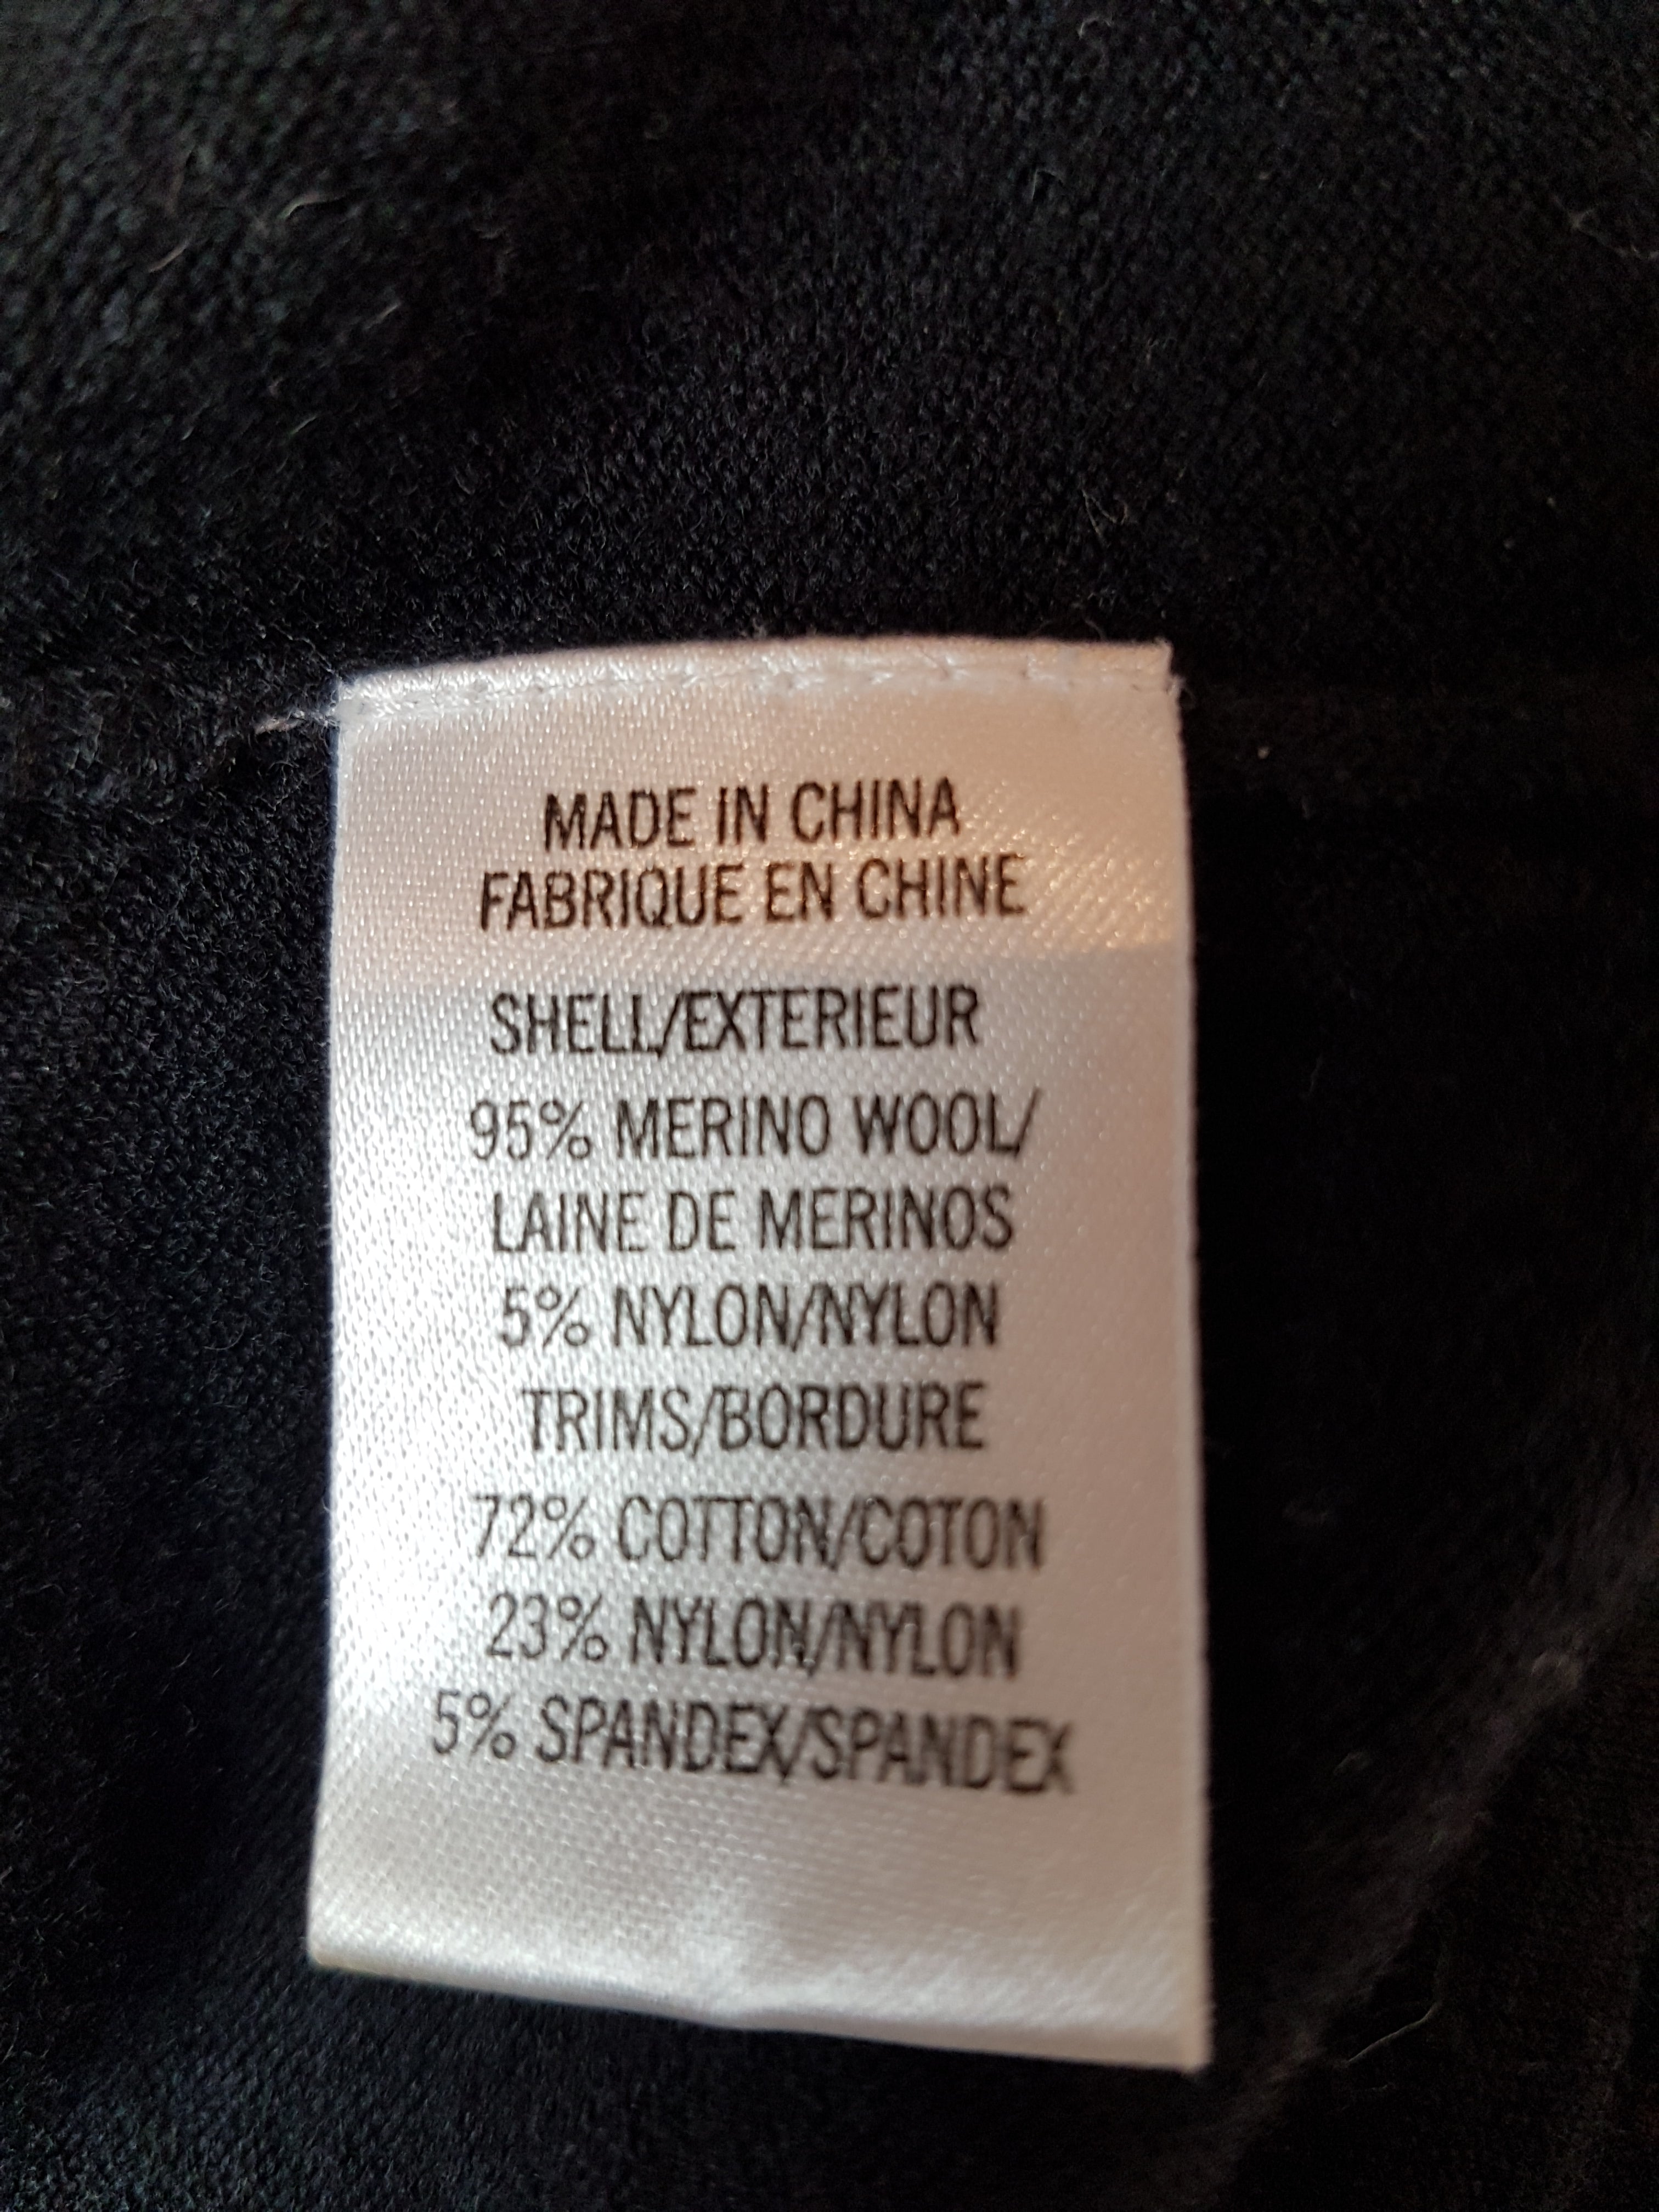 MADE IN CHINA
FABRIQUE EN CHINE
SHELL/EXTERIEUR
95% MERINO WOOL/
LAINE DE MERINOS
5% NYLON/NYLON
TRIMS/BORDURE
72% COTTON/COTON
23% NYLON/NYLON
5% SPANDEX/SPANDEX